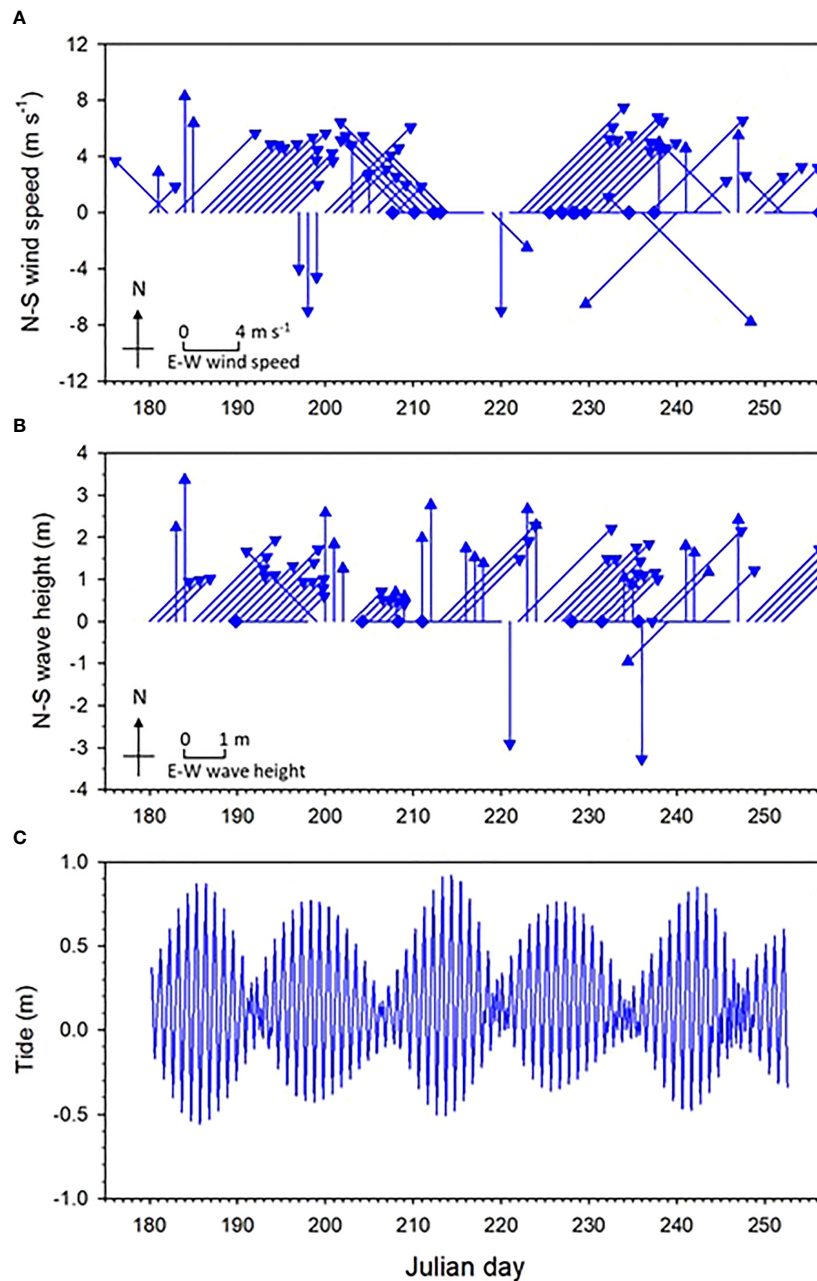 A
N-S wind speed (m s-1)
12
8
4
0
-4
-8
-12
N
0 4 m s-1
E-W wind speed
180 190 200 210 220 230 240 250
B
N-S wave height (m)
4
3
2
1
0
-1
-2
-3
-4
N
0 1 m
E-W wave height
180 190 200 210 220 230 240 250
C
Tide (m)
1.0
0.5
0.0
-0.5
-1.0
180 190 200 210 220 230 240 250
Julian day